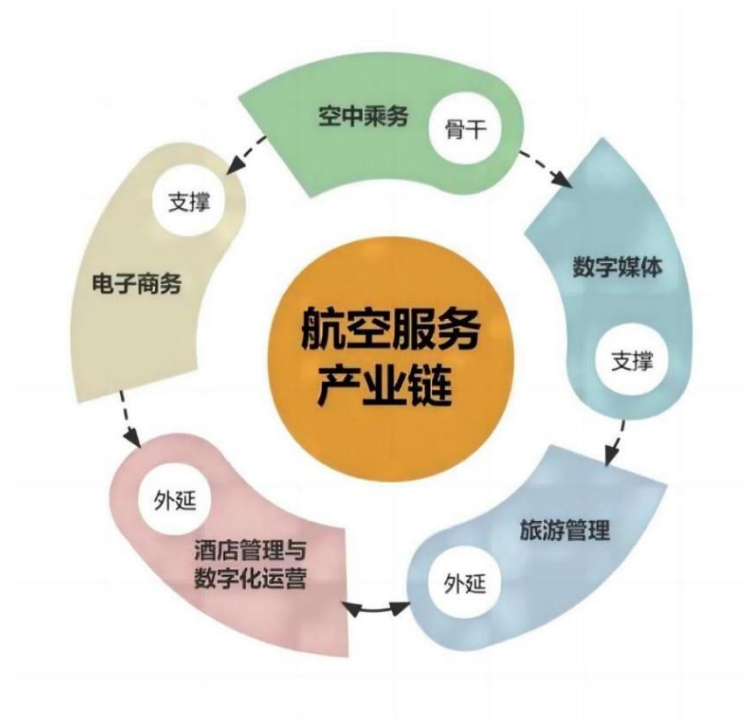 空中乘务
骨干
支撑
电子商务
数字媒体
支撑
航空服务
产业链
外延
酒店管理与
数字化运营
旅游管理
外延